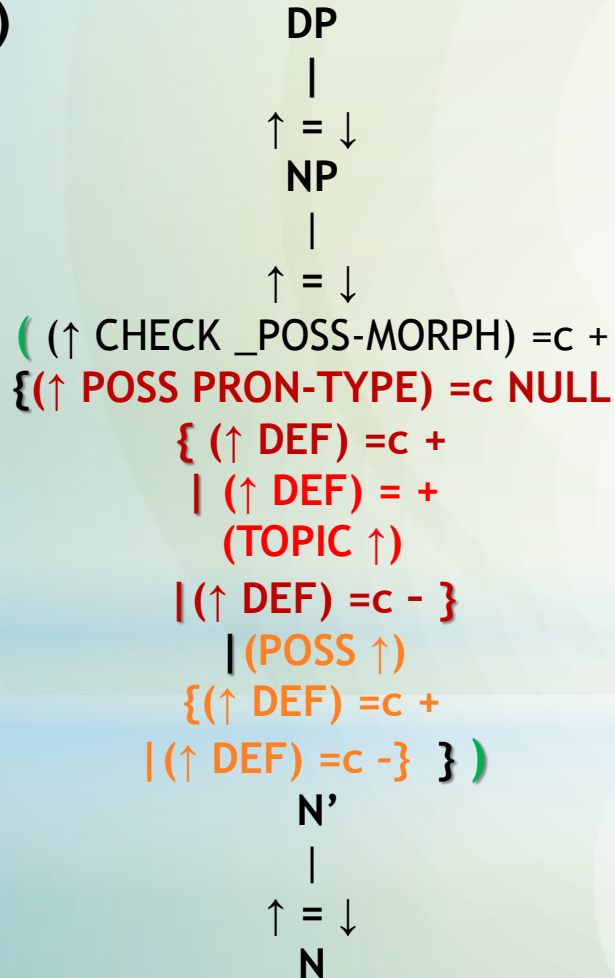 )
DP
|
↑ = ↓
NP
|
↑ = ↓
( (↑ CHECK _POSS-MORPH) =c +
{(↑ POSS PRON-TYPE) =c NULL
{ (↑ DEF) =c +
| (↑ DEF) = +
(TOPIC ↑)
|(↑ DEF) =c - }
|(POSS ↑)
{(↑ DEF) =c +
|(↑ DEF) =c -} } )
N’
|
↑ = ↓
N